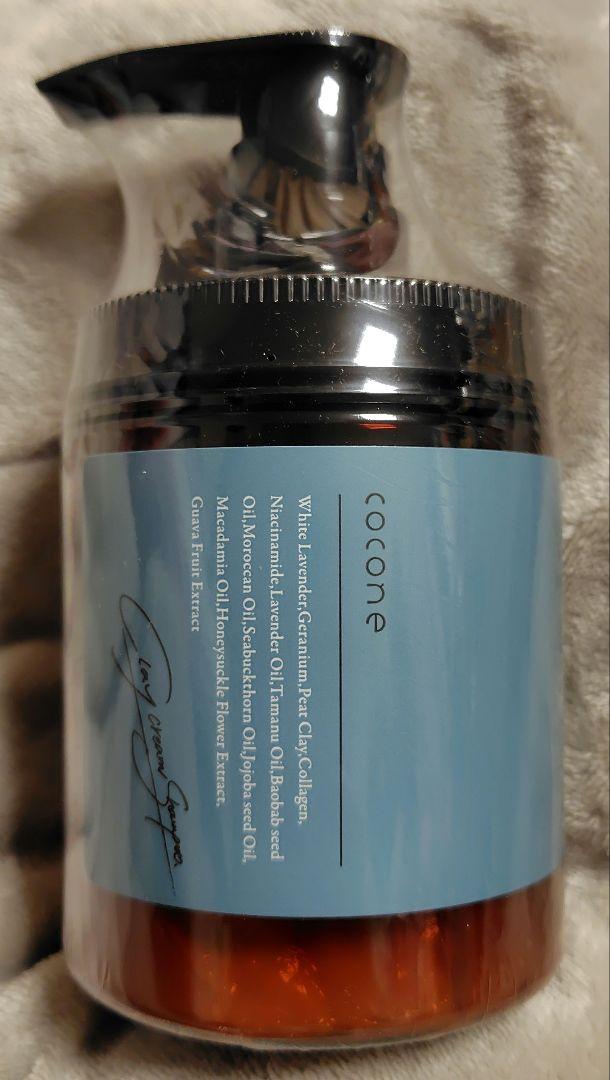 cocone
White Lavender,Geranium,Peat Clay,Collagen,
Niacinamide,Lavender Oil,Tamanu Oil,Baobab seed
Oil,Moroccan Oil,Seabuckthorn Oil,Jojoba seed Oil,
Macadamia Oil,Honeysuckle Flower Extract,
Guava Fruit Extract
Clay cream Shampoo